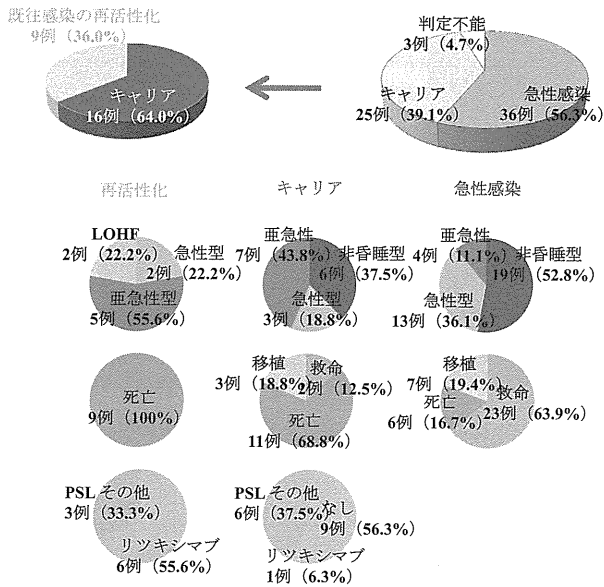 既往感染の再活性化
9例（36.0%）
キャリア
16例（64.0%）
判定不能
3例（4.7%）
キャリア
25例（39.1%）
急性感染
36例（56.3%）
再活性化
キャリア
急性感染
LOHF
2例（22.2%）
急性型
2例（22.2%）
亜急性型
5例（55.6%）
亜急性
7例（43.8%）
非昏睡型
6例（37.5%）
急性型
3例（18.8%）
亜急性
4例（11.1%）
非昏睡型
19例（52.8%）
急性型
13例（36.1%）
死亡
9例（100%）
移植
3例（18.8%）
救命
2例（12.5%）
死亡
11例（68.8%）
移植
7例（19.4%）
死亡
6例（16.7%）
救命
23例（63.9%）
PSL その他
3例（33.3%）
リツキシマブ
6例（55.6%）
PSL その他
6例（37.5%）
なし
9例（56.3%）
リツキシマブ
1例（6.3%）